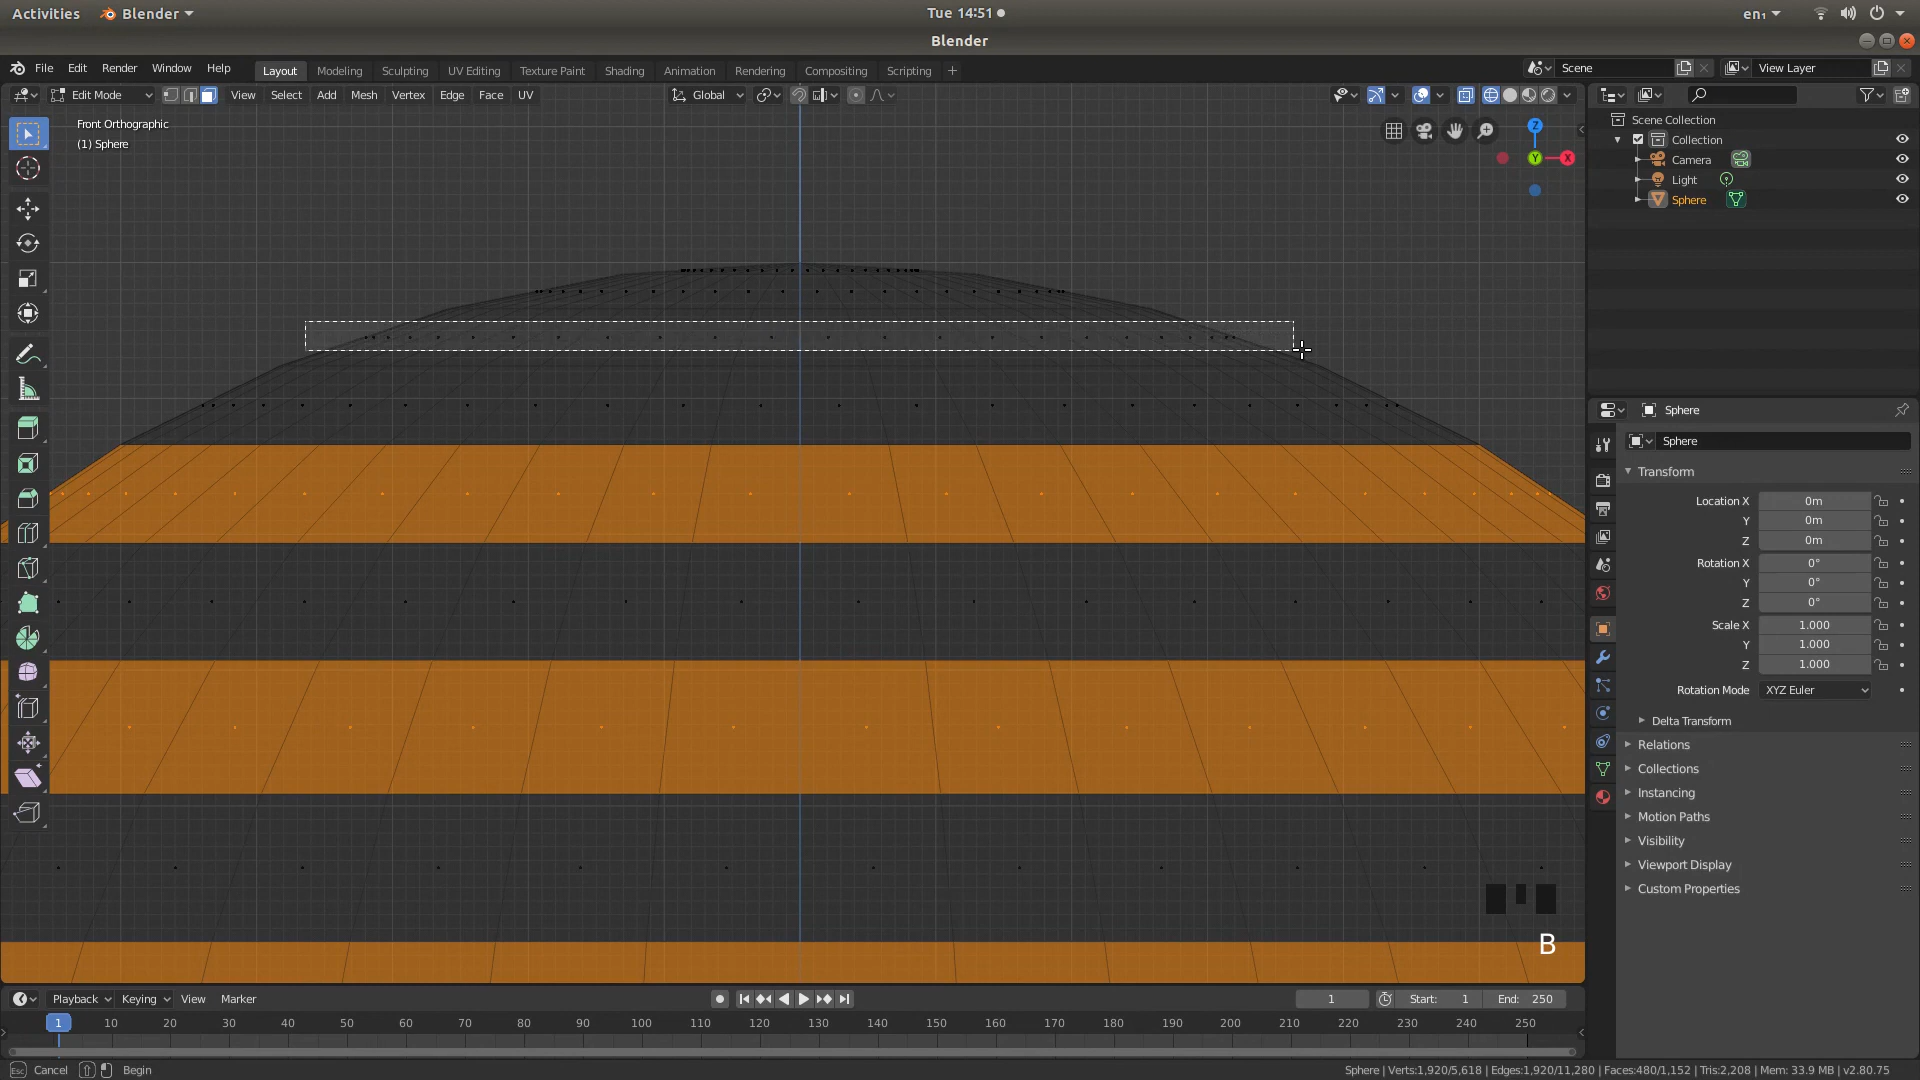 Activities Blender Tue 14:51 en₁
Blender
File Edit Render Window Help Layout Modeling Sculpting UV Editing Texture Paint Shading Animation Rendering Compositing Scripting + Scene View Layer
Edit Mode View Select Add Mesh Vertex Edge Face UV Global
Front Orthographic
(1) Sphere
Z
Y X
Scene Collection
Collection
Camera
Light
Sphere
Sphere
Sphere
Transform
Location X 0m
Y 0m
Z 0m
Rotation X 0°
Y 0°
Z 0°
Scale X 1.000
Y 1.000
Z 1.000
Rotation Mode XYZ Euler
Delta Transform
Relations
Collections
Instancing
Motion Paths
Visibility
Viewport Display
Custom Properties
B
Playback Keying View Marker 1 Start: 1 End: 250
1 10 20 30 40 50 60 70 80 90 100 110 120 130 140 150 160 170 180 190 200 210 220 230 240 250
Esc Cancel Begin Sphere | Verts:1,920/5,618 | Edges:1,920/11,280 | Faces:480/1,152 | Tris:2,208 | Mem: 33.9 MB | v2.80.75